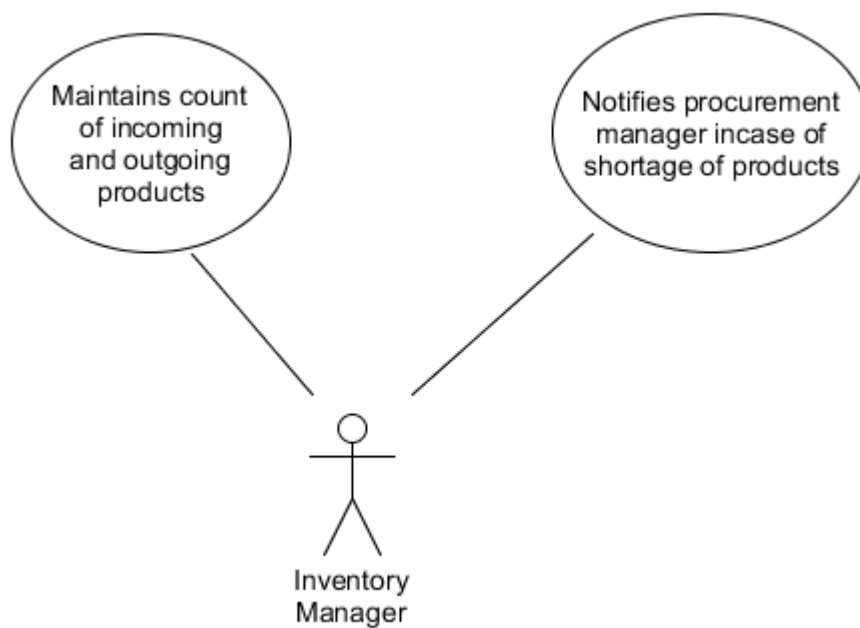 Maintains count
of incoming
and outgoing
products
Notifies procurement
manager incase of
shortage of products
Inventory
Manager